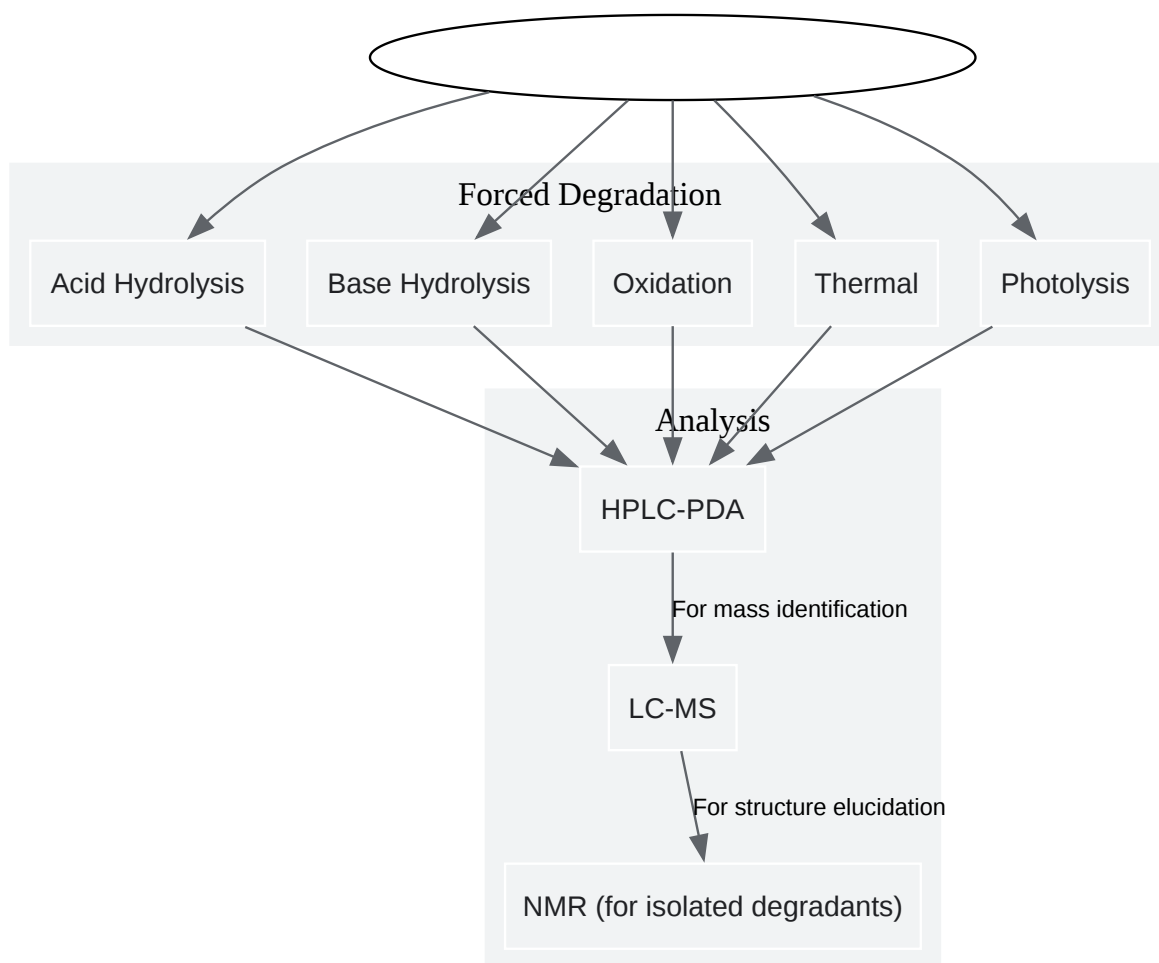 Forced Degradation
Acid Hydrolysis
Base Hydrolysis
Oxidation
Thermal
Photolysis
Analysis
HPLC-PDA
For mass identification
LC-MS
For structure elucidation
NMR (for isolated degradants)